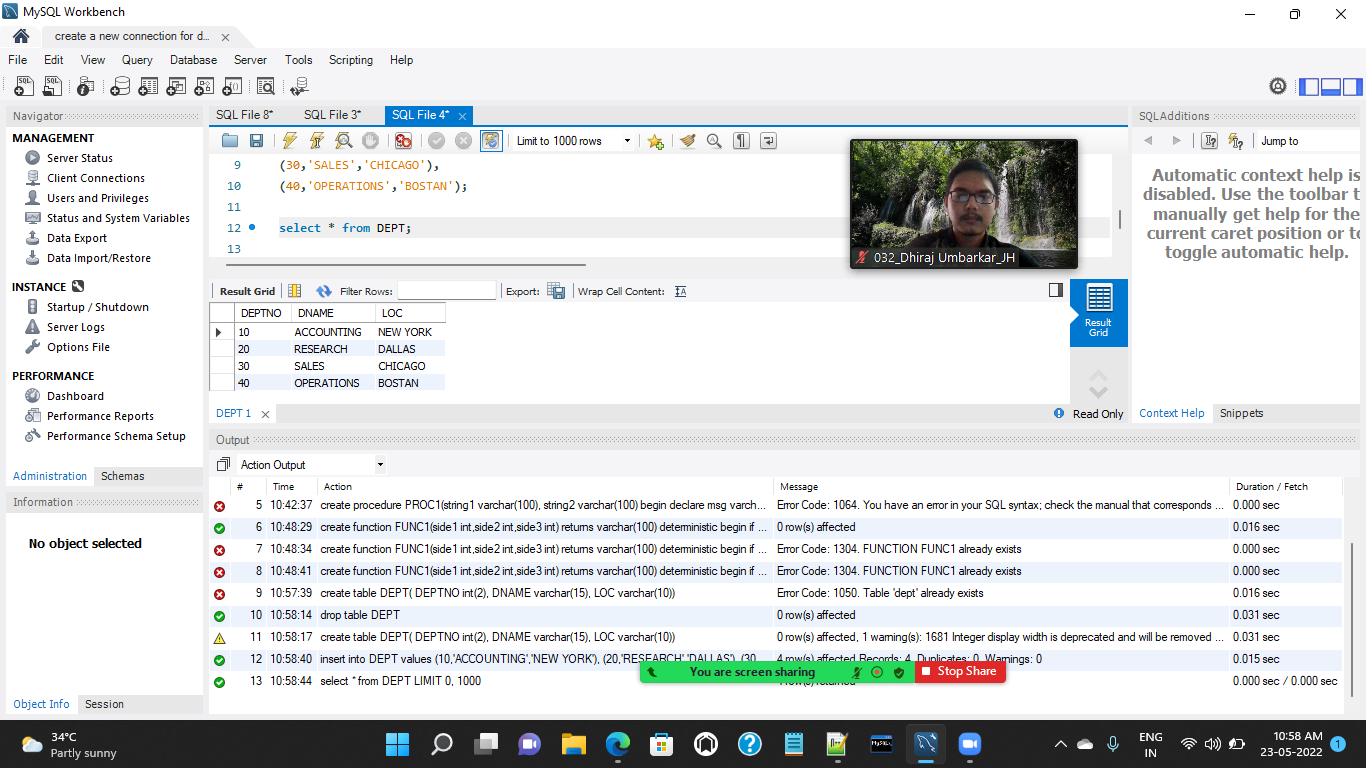 MySQL Workbench
create a new connection for d...
File Edit View Query Database Server Tools Scripting Help
Navigator
MANAGEMENT
Server Status
Client Connections
Users and Privileges
Status and System Variables
Data Export
Data Import/Restore
INSTANCE
Startup / Shutdown
Server Logs
Options File
PERFORMANCE
Dashboard
Performance Reports
Performance Schema Setup
Administration Schemas
Information
No object selected
Object Info Session
SQL File 8* SQL File 3* SQL File 4*
Limit to 1000 rows
9 (30,'SALES','CHICAGO'),
10 (40,'OPERATIONS','BOSTAN');
11
12 select * from DEPT;
13
032_Dhiraj Umbarkar_JH
Result Grid Filter Rows: Export: Wrap Cell Content:
DEPTNO DNAME LOC
10 ACCOUNTING NEW YORK
20 RESEARCH DALLAS
30 SALES CHICAGO
40 OPERATIONS BOSTAN
Result
Grid
DEPT 1 Read Only
SQLAdditions
Jump to
Automatic context help is
disabled. Use the toolbar t
manually get help for the
current caret position or to
toggle automatic help.
Context Help Snippets
Output
Action Output
# Time Action Message Duration / Fetch
5 10:42:37 create procedure PROC1(string1 varchar(100), string2 varchar(100) begin declare msg varch... Error Code: 1064. You have an error in your SQL syntax; check the manual that corresponds ... 0.000 sec
6 10:48:29 create function FUNC1(side1 int,side2 int,side3 int) returns varchar(100) deterministic begin if ... 0 row(s) affected 0.016 sec
7 10:48:34 create function FUNC1(side1 int,side2 int,side3 int) returns varchar(100) deterministic begin if ... Error Code: 1304. FUNCTION FUNC1 already exists 0.000 sec
8 10:48:41 create function FUNC1(side1 int,side2 int,side3 int) returns varchar(100) deterministic begin if ... Error Code: 1304. FUNCTION FUNC1 already exists 0.000 sec
9 10:57:39 create table DEPT( DEPTNO int(2), DNAME varchar(15), LOC varchar(10)) Error Code: 1050. Table 'dept' already exists 0.016 sec
10 10:58:14 drop table DEPT 0 row(s) affected 0.031 sec
11 10:58:17 create table DEPT( DEPTNO int(2), DNAME varchar(15), LOC varchar(10)) 0 row(s) affected, 1 warning(s): 1681 Integer display width is deprecated and will be removed ... 0.031 sec
12 10:58:40 insert into DEPT values (10,'ACCOUNTING','NEW YORK'), (20,'RESEARCH','DALLAS'), (30 4 row(s) affected Records: 4 Duplicates: 0 Warnings: 0 0.015 sec
You are screen sharing Stop Share
13 10:58:44 select * from DEPT LIMIT 0, 1000 0.000 sec / 0.000 sec
34°C
Partly sunny
ENG
IN
10:58 AM
23-05-2022
1